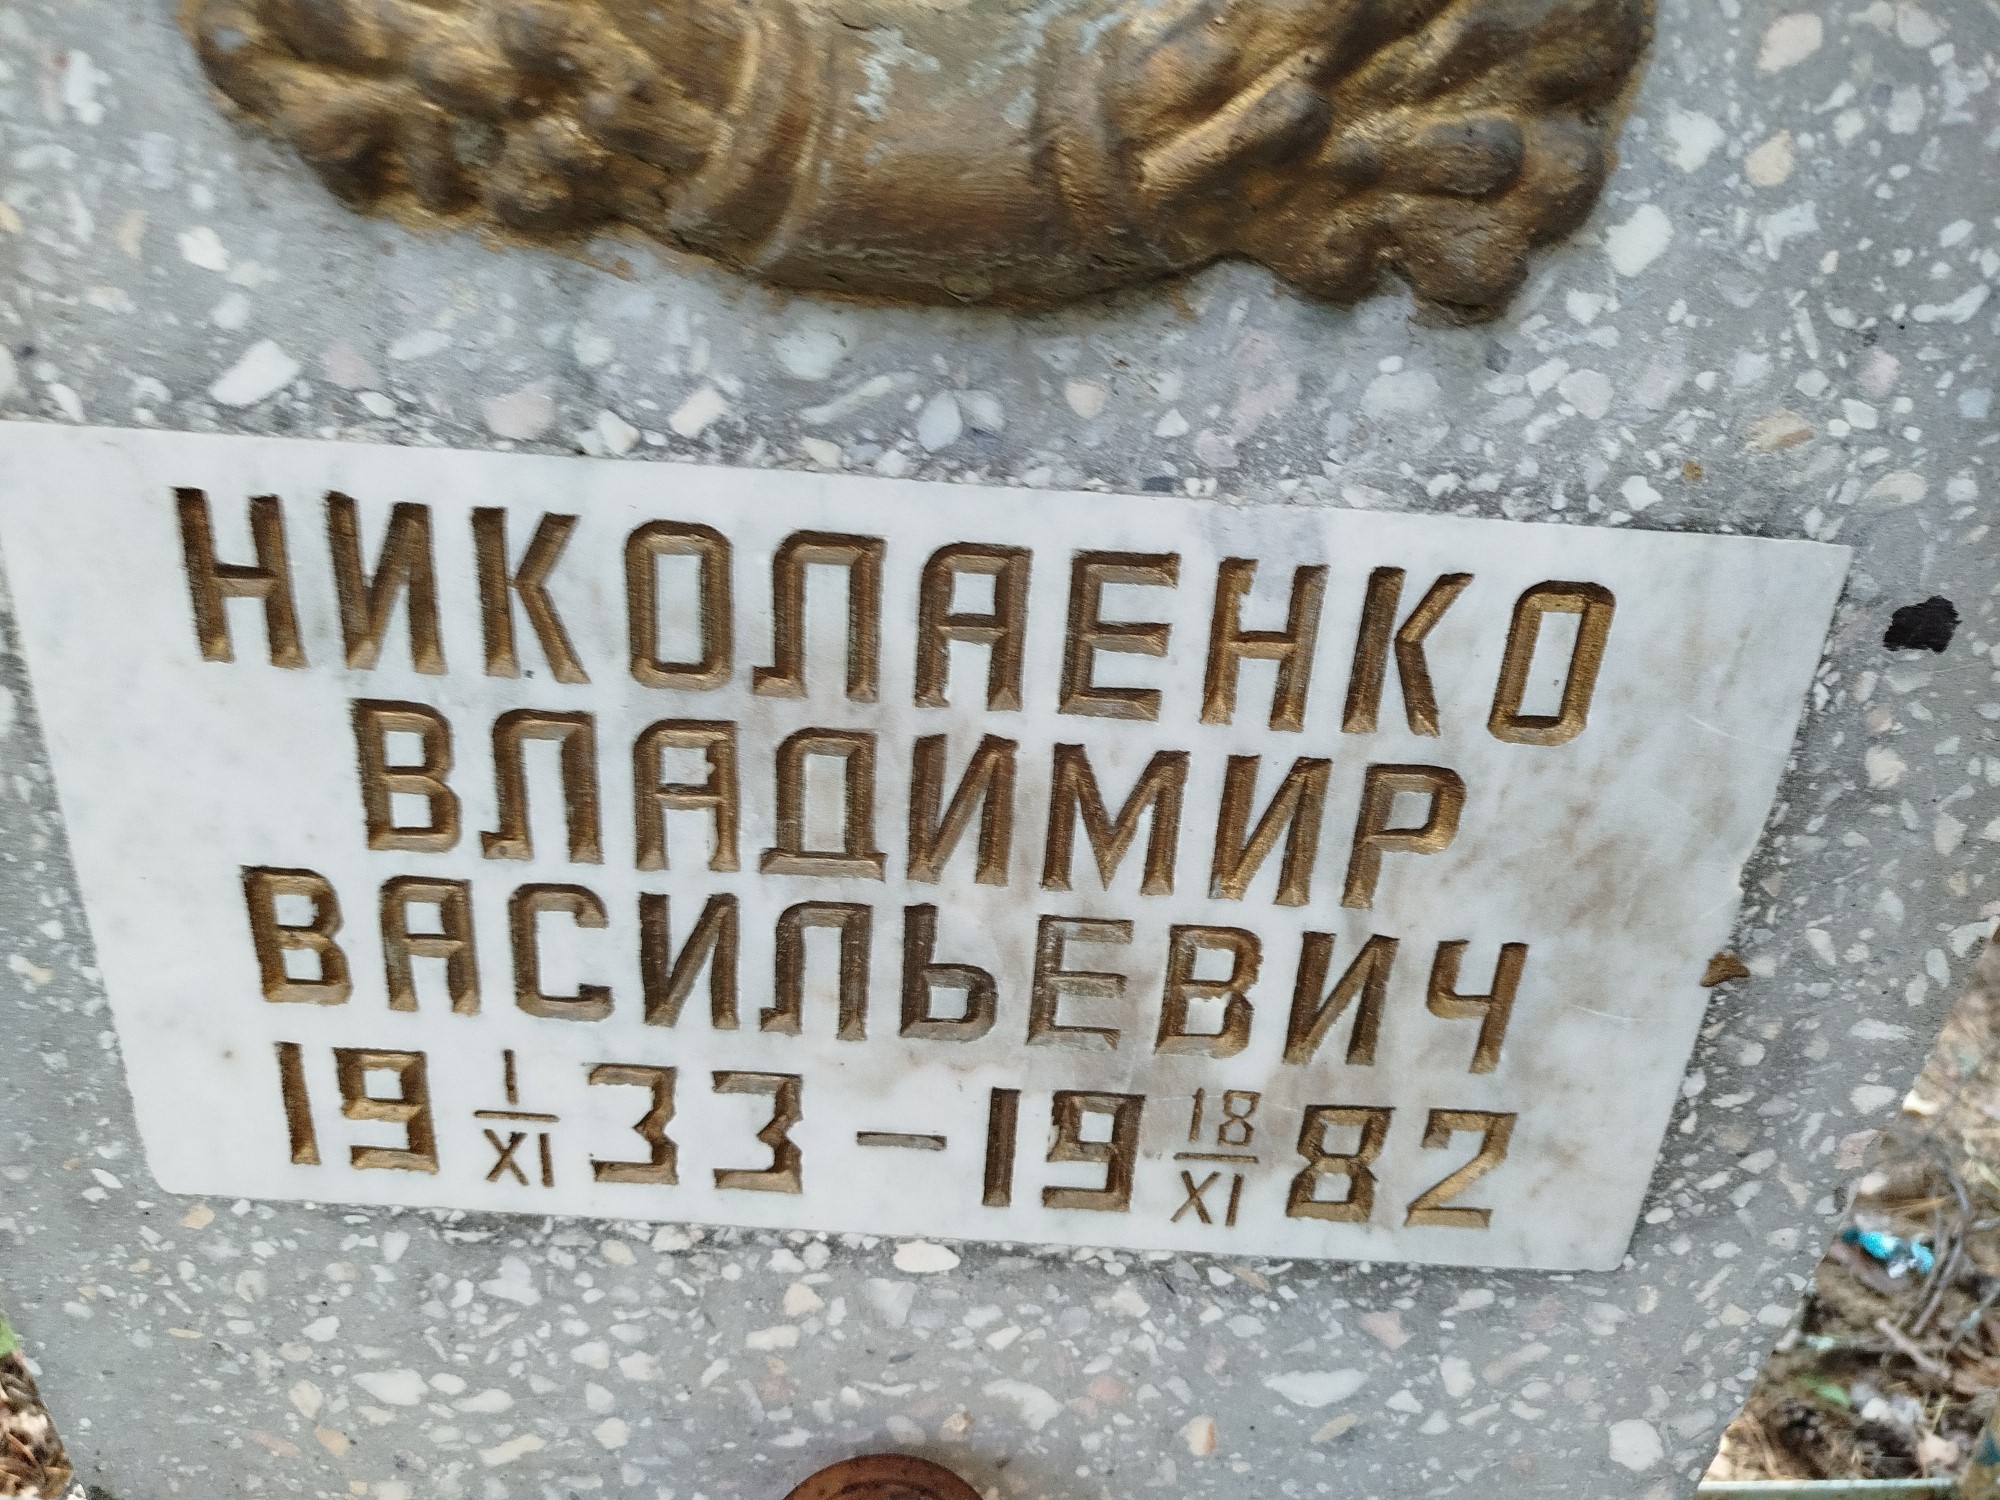 НИКОЛАЕНКО
ВЛАДИМИР
ВАСИЛЬЕВИЧ
19 1/XI 33 – 19 18/XI 82